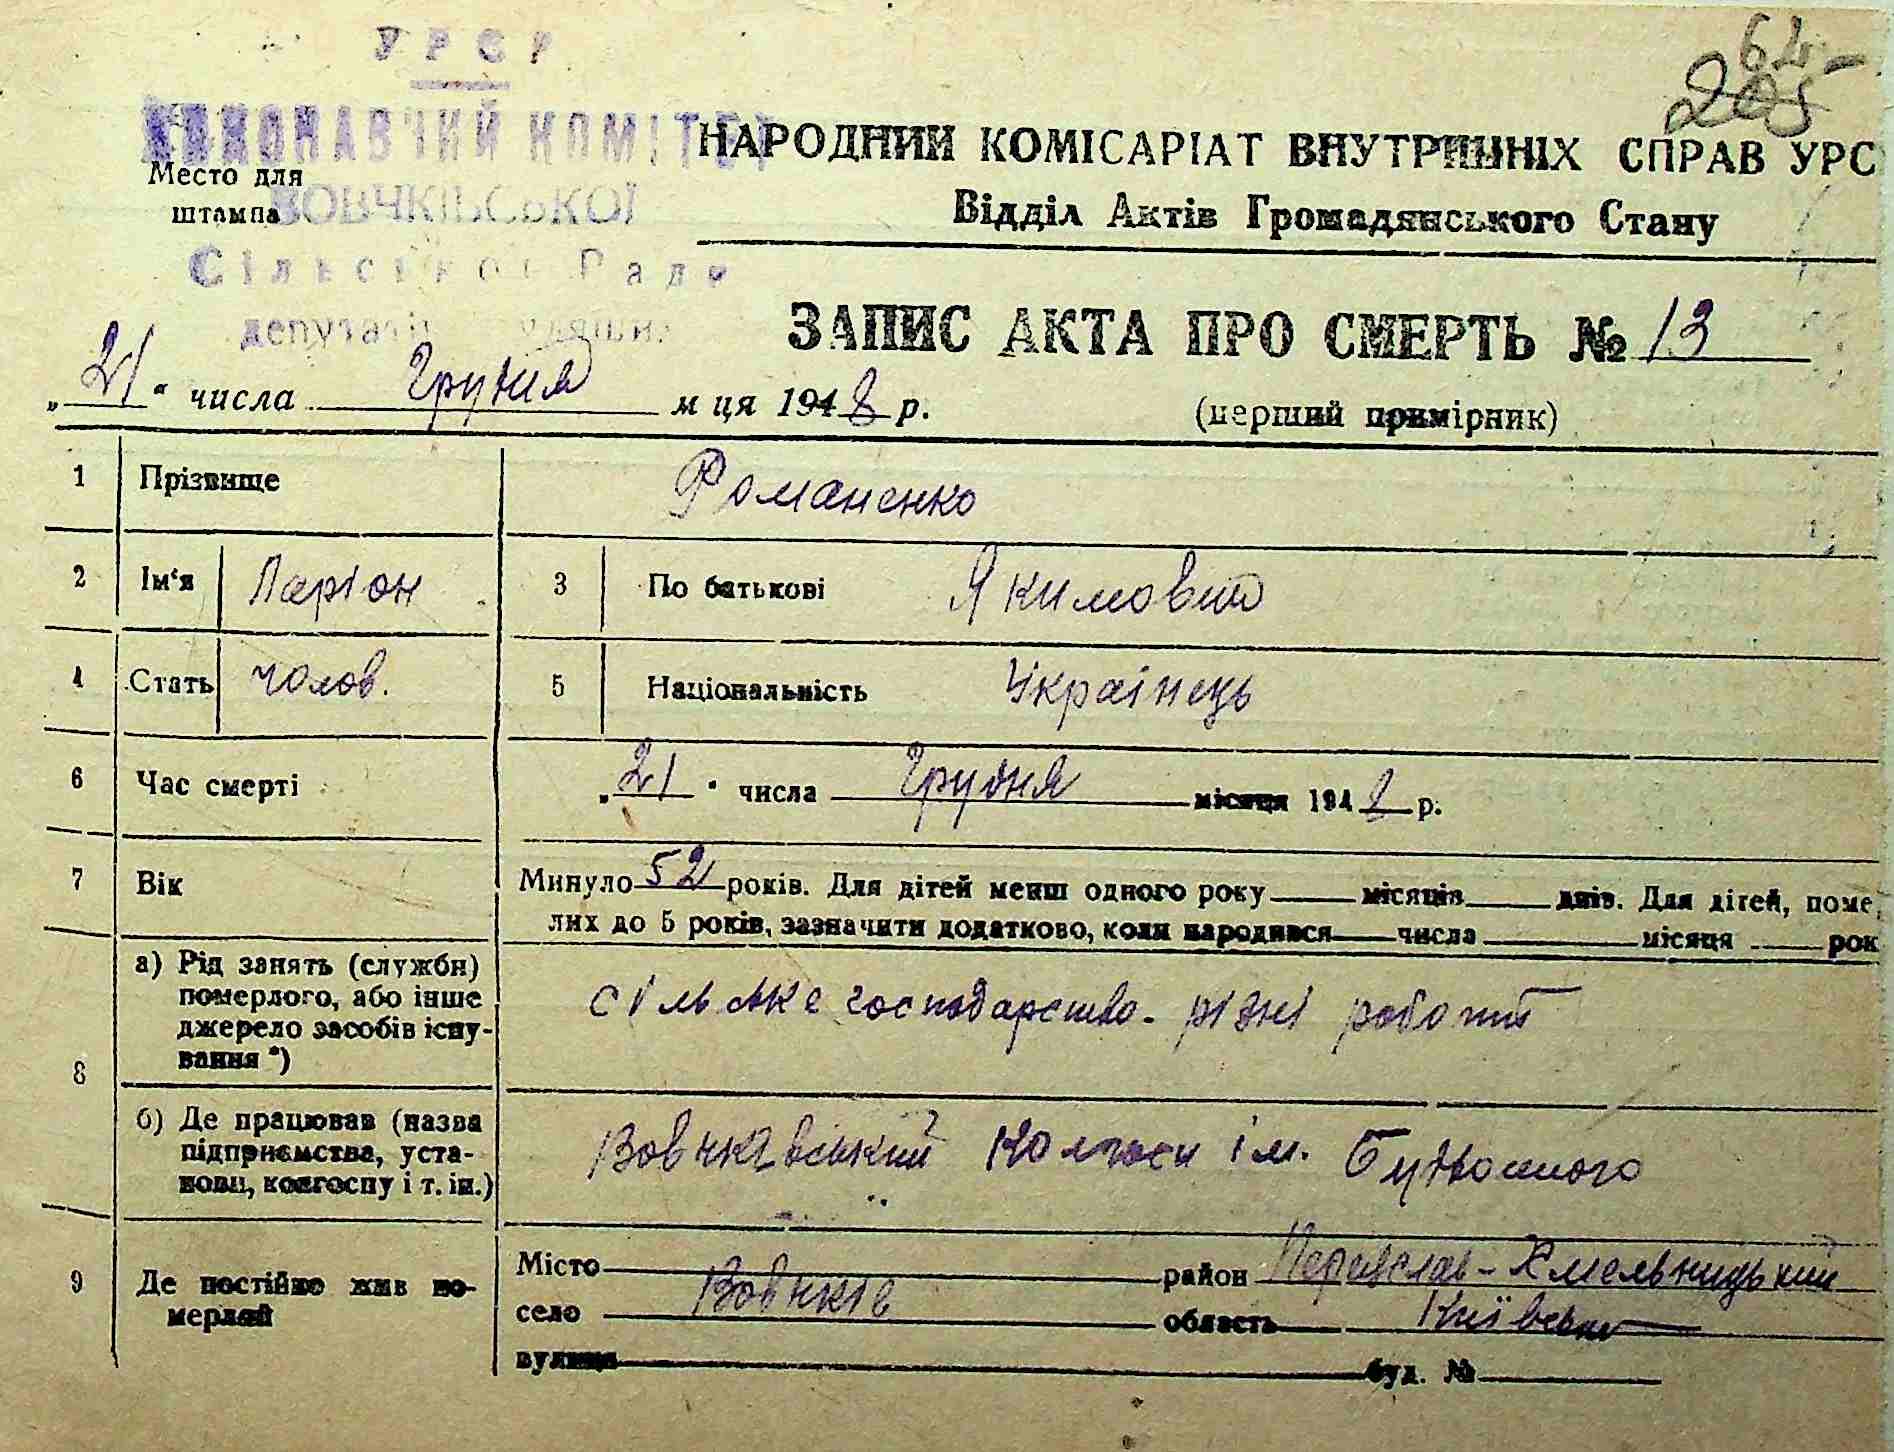 УРСР
ВИКОНАВЧИЙ КОМІТЕТ
ВОВЧКІВСЬКОЇ
Сільської Ради
депутатів
Место для
штампа
64
205
НАРОДНИЙ КОМІСАРІАТ ВНУТРІШНІХ СПРАВ УРС
Відділ Актів Громадянського Стану
ЗАПИС АКТА ПРО СМЕРТЬ № 13
„21“ числа Грудня м ця 1948 р.
(перший примірник)
1 Прізвище Романенко
2 Ім‘я Ларіон 3 По батькові Якимович
4 Стать чолов. 5 Національність Українець
6 Час смерті „21“ числа Грудня місяця 1948 р.
7 Вік Минуло 52 років. Для дітей менш одного року місяців днів. Для дітей, поме
лих до 5 років, зазначити додатково, коли народився числа місяця рок
8 а) Рід занять (службн) померлого, або інше джерело засобів існування *) сільське господарство. різні роботи
б) Де працював (назва підприємства, установи, колгоспу і т. ін.) Вовчківський колгосп ім. Будьонного
9 Де постійно жив померлий Місто район Переяслав-Хмельницький
село Вовчків область Київська
вулиця буд. №